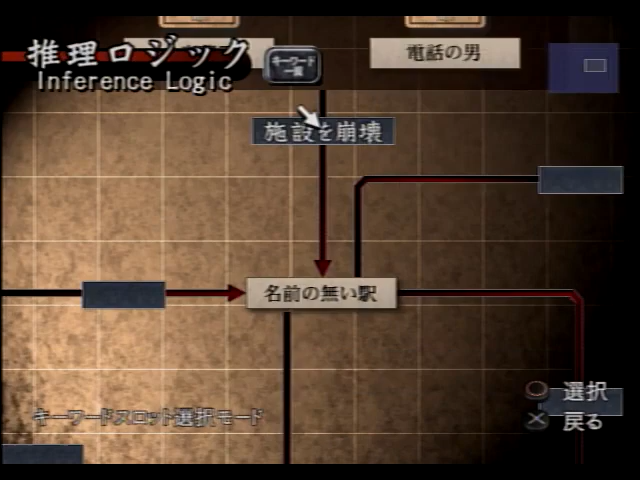 推理ロジック
Inference Logic
キーワード
一覧
電話の男
施設を崩壊
名前の無い駅
キーワードスロット選択モード
選択
戻る